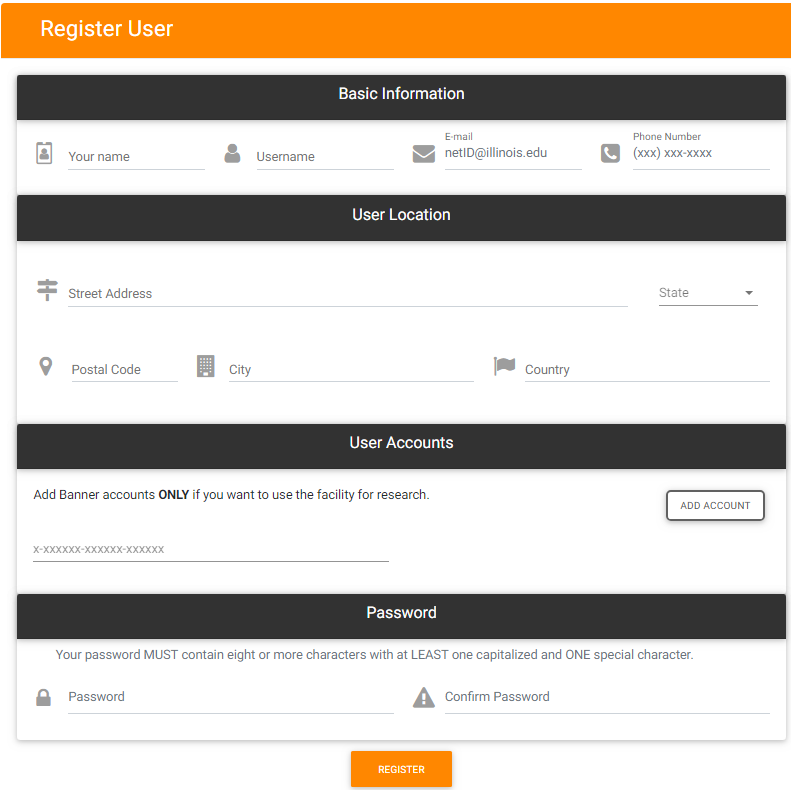 Register User
Basic Information
E-mail
Phone Number
Your name
Username
netID@illinois.edu
(xxx) xxx-xxxx
User Location
Street Address
State
Postal Code
City
Country
User Accounts
Add Banner accounts ONLY if you want to use the facility for research.
ADD ACCOUNT
x-xxxxxx-xxxxxx-xxxxxx
Password
Your password MUST contain eight or more characters with at LEAST one capitalized and ONE special character.
Password
Confirm Password
REGISTER